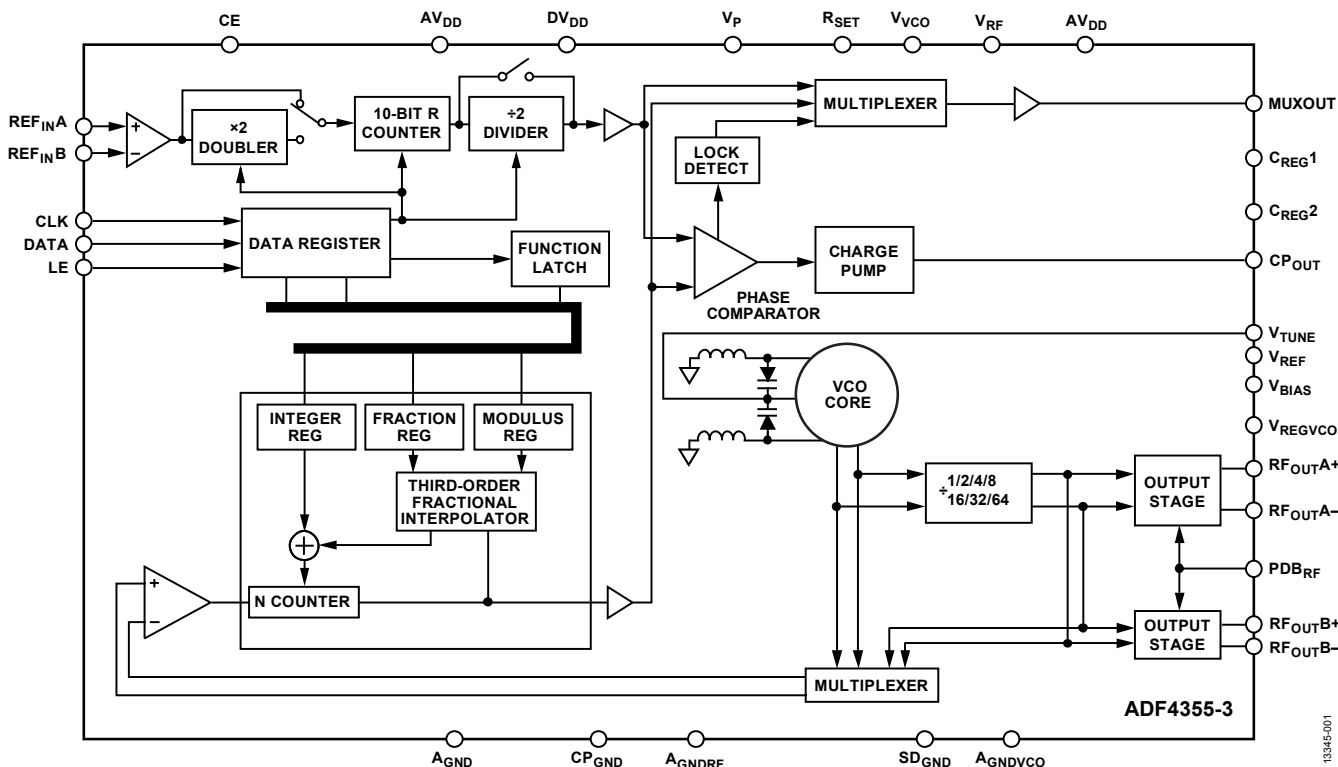 CE
AVDD
DVDD
VP
RSET
VVCO
VRF
AVDD
REFINA
REFINB
+
−
×2
DOUBLER
10-BIT R
COUNTER
÷2
DIVIDER
MULTIPLEXER
MUXOUT
LOCK
DETECT
CREG1
CREG2
CLK
DATA
LE
DATA REGISTER
FUNCTION
LATCH
CHARGE
PUMP
CPOUT
PHASE
COMPARATOR
VTUNE
VREF
VBIAS
VREGVCO
VCO
CORE
INTEGER
REG
FRACTION
REG
MODULUS
REG
THIRD-ORDER
FRACTIONAL
INTERPOLATOR
+
N COUNTER
+
−
÷
1/2/4/8
16/32/64
OUTPUT
STAGE
RFOUTA+
RFOUTA−
PDBRF
OUTPUT
STAGE
RFOUTB+
RFOUTB−
MULTIPLEXER
ADF4355-3
AGND
CPGND
AGNDRF
SDGND
AGNDVCO
13345-001